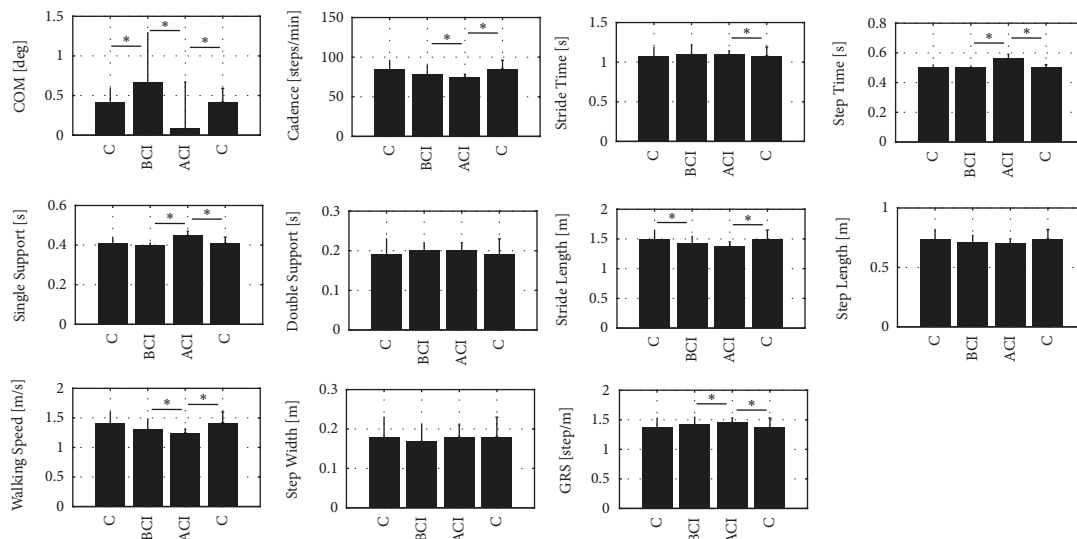 COM [deg]
1.5
1
0.5
0
*
*
*
C
BCI
ACI
C
Cadence [steps/min]
150
100
50
0
*
*
C
BCI
ACI
C
Stride Time [s]
1.5
1
0.5
0
*
C
BCI
ACI
C
Step Time [s]
0.8
0.6
0.4
0.2
0
*
*
C
BCI
ACI
C
Single Support [s]
0.6
0.4
0.2
0
*
*
C
BCI
ACI
C
Double Support [s]
0.3
0.2
0.1
0
C
BCI
ACI
C
Stride Length [m]
2
1.5
1
0.5
0
*
*
C
BCI
ACI
C
Step Length [m]
1
0.5
0
C
BCI
ACI
C
Walking Speed [m/s]
2
1.5
1
0.5
0
*
*
C
BCI
ACI
C
Step Width [m]
0.3
0.2
0.1
0
C
BCI
ACI
C
GRS [step/m]
2
1.5
1
0.5
0
*
*
C
BCI
ACI
C